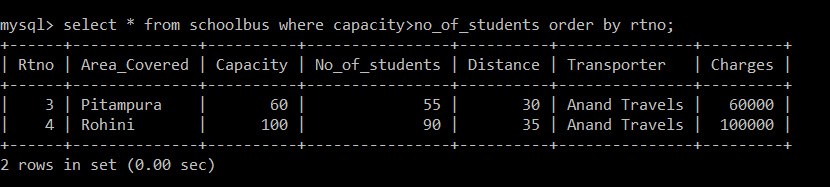 mysql> select * from schoolbus where capacity>no_of_students order by rtno;
+------+--------------+----------+----------------+----------+---------------+---------+
| Rtno | Area_Covered | Capacity | No_of_students | Distance | Transporter   | Charges |
+------+--------------+----------+----------------+----------+---------------+---------+
|    3 | Pitampura    |       60 |             55 |       30 | Anand Travels |   60000 |
|    4 | Rohini       |      100 |             90 |       35 | Anand Travels |  100000 |
+------+--------------+----------+----------------+----------+---------------+---------+
2 rows in set (0.00 sec)